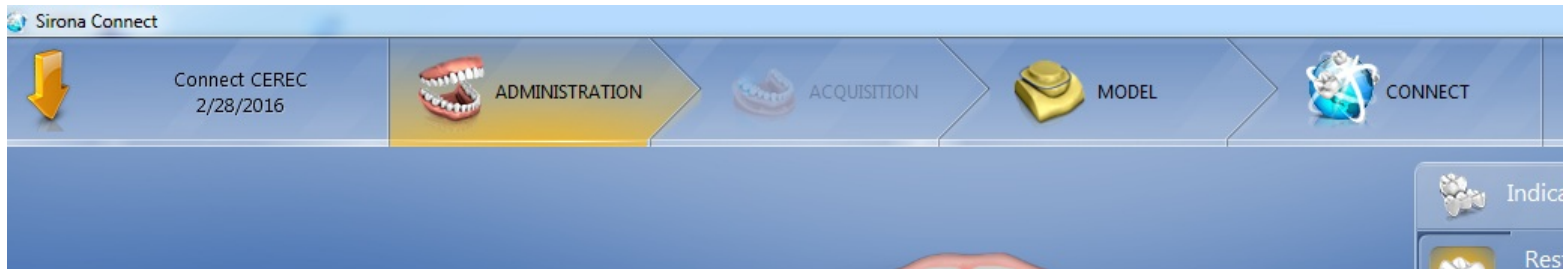 Sirona Connect
Connect CEREC
2/28/2016
ADMINISTRATION
ACQUISITION
MODEL
CONNECT